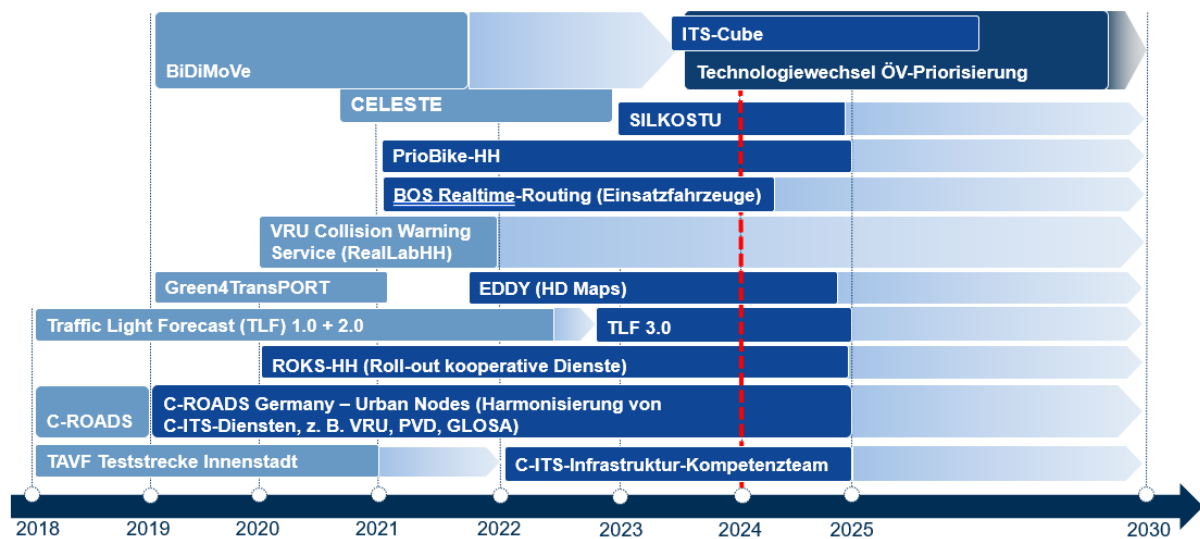 ITS-Cube
BiDiMoVe
Technologiewechsel ÖV-Priorisierung
CELESTE
SILKOSTU
PrioBike-HH
BOS Realtime-Routing (Einsatzfahrzeuge)
VRU Collision Warning
Service (RealLabHH)
Green4TransPORT
EDDY (HD Maps)
Traffic Light Forecast (TLF) 1.0 + 2.0
TLF 3.0
ROKS-HH (Roll-out kooperative Dienste)
C-ROADS
C-ROADS Germany – Urban Nodes (Harmonisierung von
C-ITS-Diensten, z. B. VRU, PVD, GLOSA)
TAVF Teststrecke Innenstadt
C-ITS-Infrastruktur-Kompetenzteam
2018 2019 2020 2021 2022 2023 2024 2025 2030